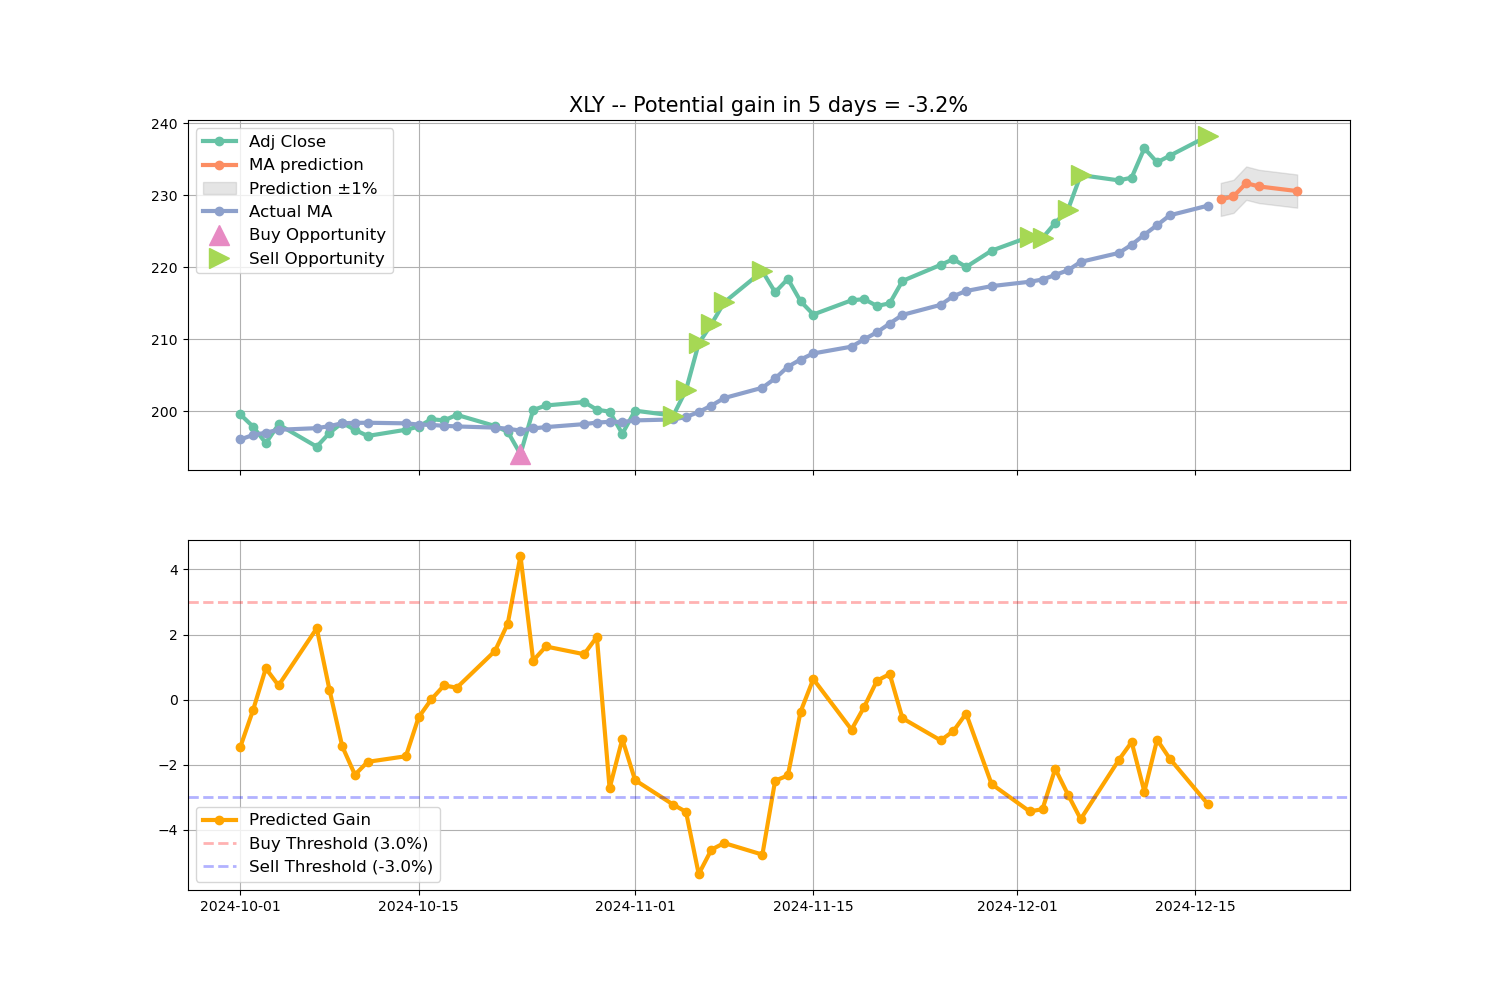 XLY -- Potential gain in 5 days = -3.2%
240
230
220
210
200
Adj Close
MA prediction
Prediction ±1%
Actual MA
Buy Opportunity
Sell Opportunity
4
2
0
−2
−4
Predicted Gain
Buy Threshold (3.0%)
Sell Threshold (-3.0%)
2024-10-01
2024-10-15
2024-11-01
2024-11-15
2024-12-01
2024-12-15